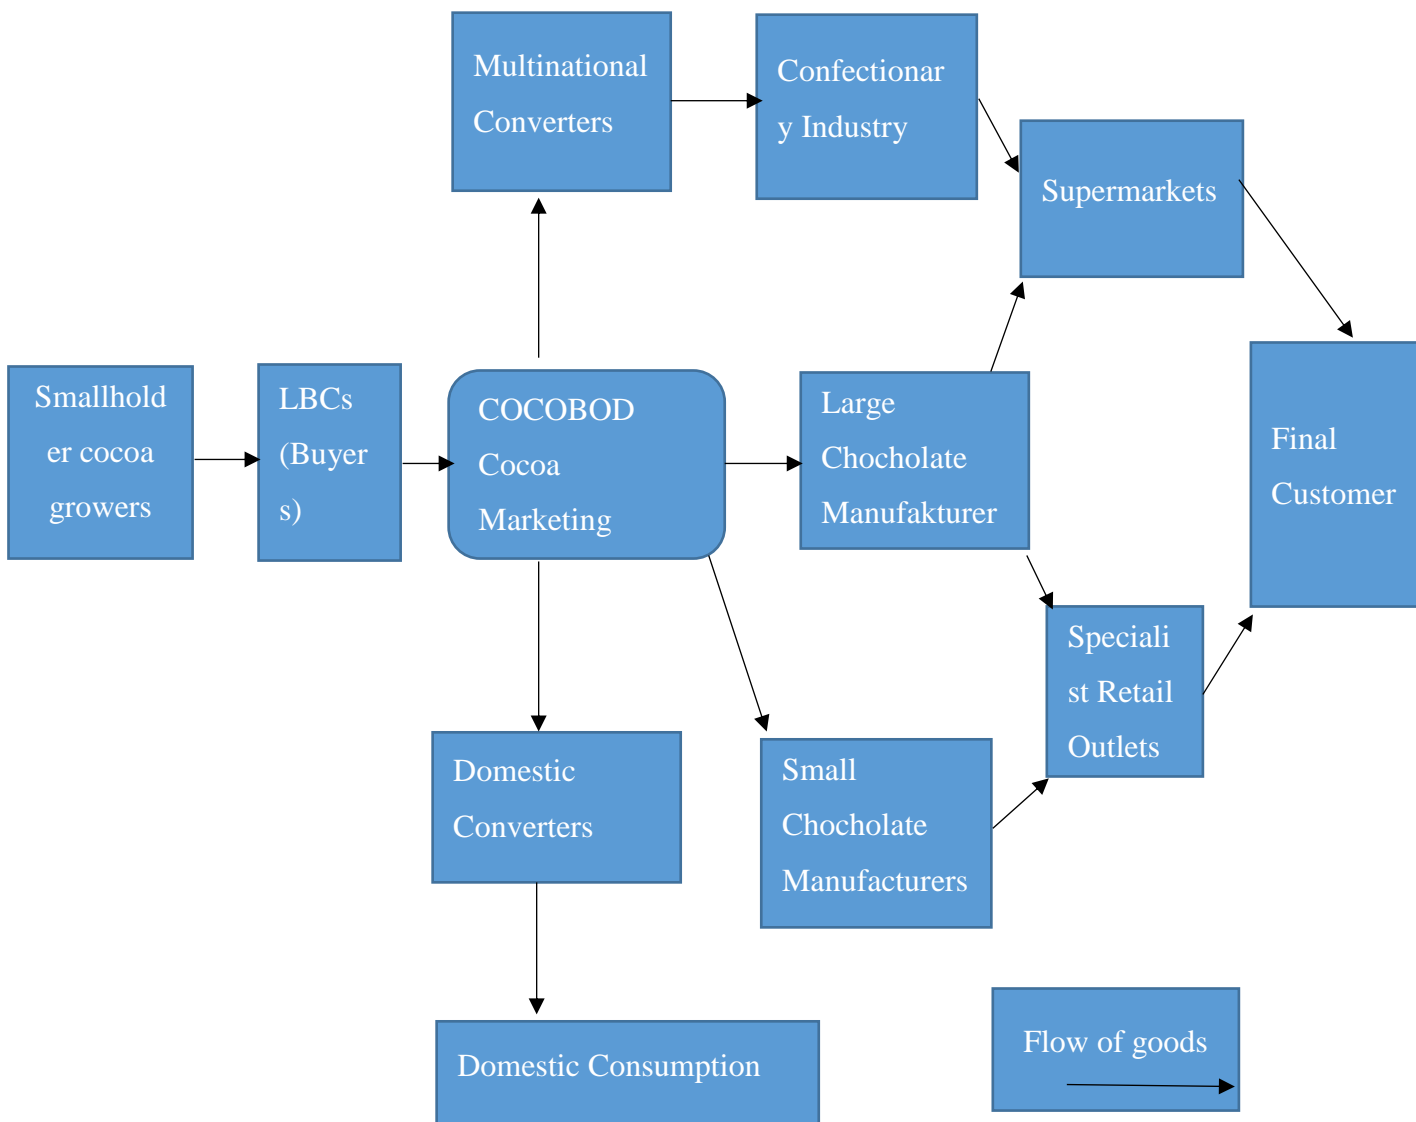 Multinational
Converters
Confectionar
y Industry
Supermarkets
Smallhold
er cocoa
growers
LBCs
(Buyer
s)
COCOBOD
Cocoa
Marketing
Large
Chocholate
Manufakturer
Final
Customer
Speciali
st Retail
Outlets
Domestic
Converters
Small
Chocholate
Manufacturers
Domestic Consumption
Flow of goods